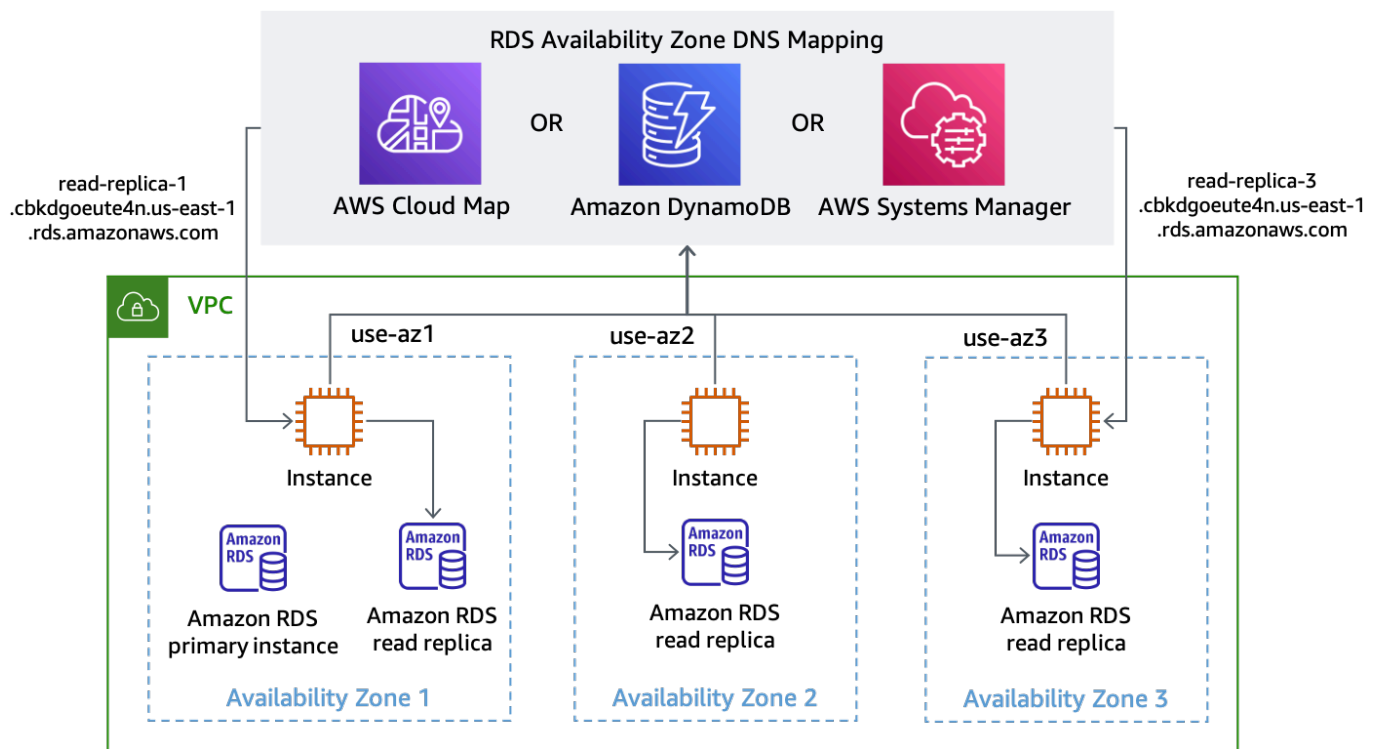 RDS Availability Zone DNS Mapping
OR
OR
AWS Cloud Map
Amazon DynamoDB
AWS Systems Manager
read-replica-1
.cbkdgoeute4n.us-east-1
.rds.amazonaws.com
read-replica-3
.cbkdgoeute4n.us-east-1
.rds.amazonaws.com
VPC
use-az1
use-az2
use-az3
Instance
Instance
Instance
Amazon
RDS
Amazon
RDS
Amazon
RDS
Amazon
RDS
Amazon RDS
primary instance
Amazon RDS
read replica
Amazon RDS
read replica
Amazon RDS
read replica
Availability Zone 1
Availability Zone 2
Availability Zone 3